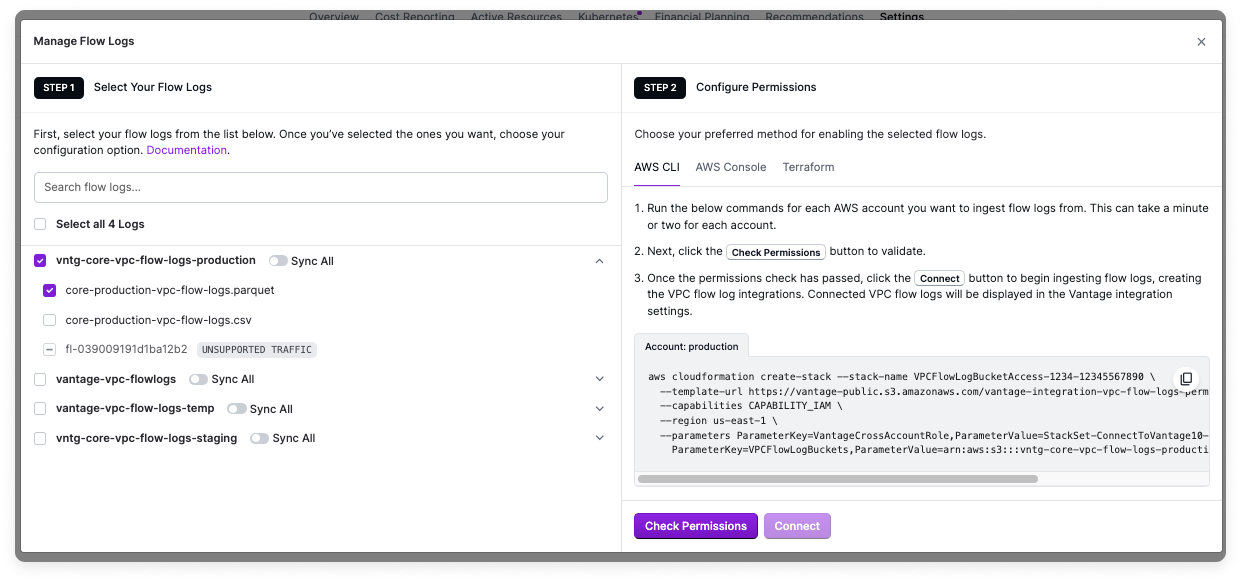 Overview Cost Reporting Active Resources Kubernetes Financial Planning Recommendations Settings
Manage Flow Logs
STEP 1 Select Your Flow Logs
First, select your flow logs from the list below. Once you've selected the ones you want, choose your
configuration option. Documentation.
Search flow logs...
Select all 4 Logs
vntg-core-vpc-flow-logs-production Sync All
core-production-vpc-flow-logs.parquet
core-production-vpc-flow-logs.csv
fl-039009191d1ba12b2 UNSUPPORTED TRAFFIC
vantage-vpc-flowlogs Sync All
vantage-vpc-flow-logs-temp Sync All
vntg-core-vpc-flow-logs-staging Sync All
STEP 2 Configure Permissions
Choose your preferred method for enabling the selected flow logs.
AWS CLI AWS Console Terraform
1. Run the below commands for each AWS account you want to ingest flow logs from. This can take a minute
or two for each account.
2. Next, click the Check Permissions button to validate.
3. Once the permissions check has passed, click the Connect button to begin ingesting flow logs, creating
the VPC flow log integrations. Connected VPC flow logs will be displayed in the Vantage integration
settings.
Account: production
aws cloudformation create-stack --stack-name VPCFlowLogBucketAccess-1234-12345567890 \
--template-url https://vantage-public.s3.amazonaws.com/vantage-integration-vpc-flow-logs-perm
--capabilities CAPABILITY_IAM \
--region us-east-1 \
--parameters ParameterKey=VantageCrossAccountRole,ParameterValue=StackSet-ConnectToVantage10-
ParameterKey=VPCFlowLogBuckets,ParameterValue=arn:aws:s3:::vntg-core-vpc-flow-logs-producti
Check Permissions Connect